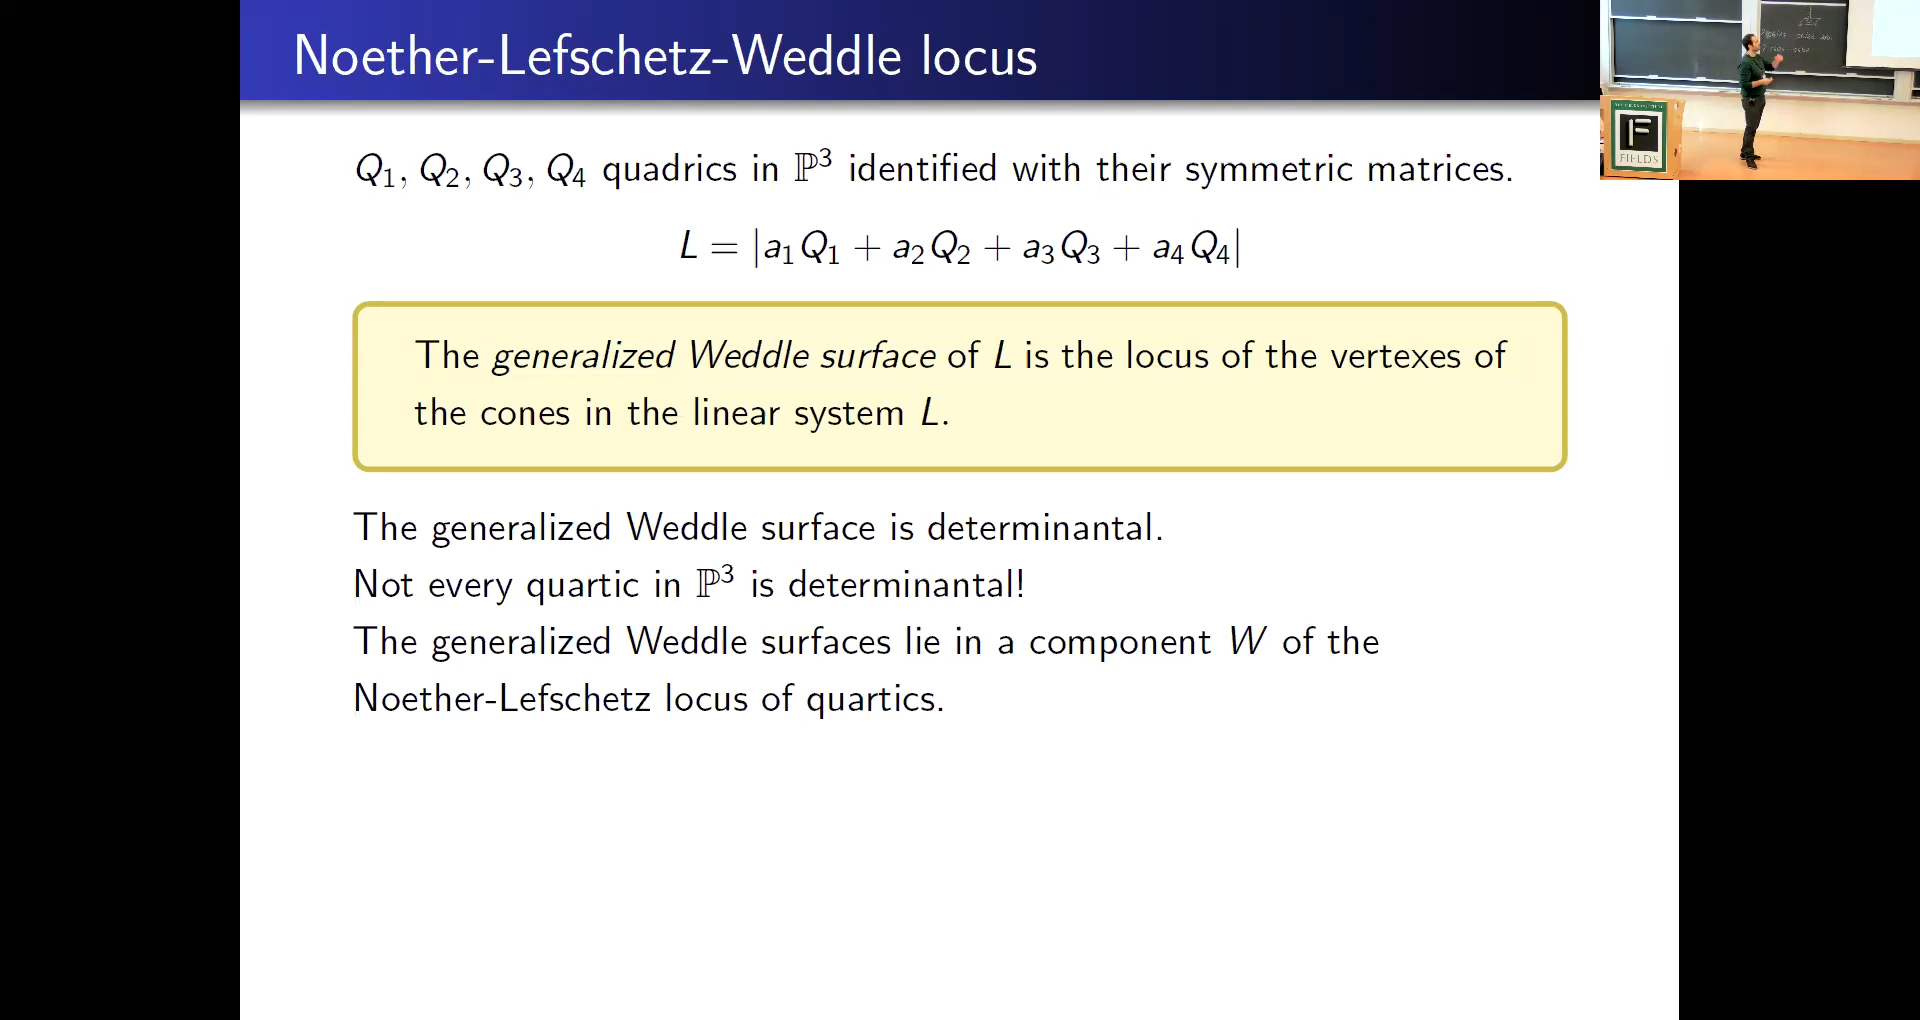 Noether-Lefschetz-Weddle locus
Q₁, Q₂, Q₃, Q₄ quadrics in ℙ³ identified with their symmetric matrices.
L = |a₁Q₁ + a₂Q₂ + a₃Q₃ + a₄Q₄|
The generalized Weddle surface of L is the locus of the vertexes of
the cones in the linear system L.
The generalized Weddle surface is determinantal.
Not every quartic in ℙ³ is determinantal!
The generalized Weddle surfaces lie in a component W of the
Noether-Lefschetz locus of quartics.
F
FIELDS